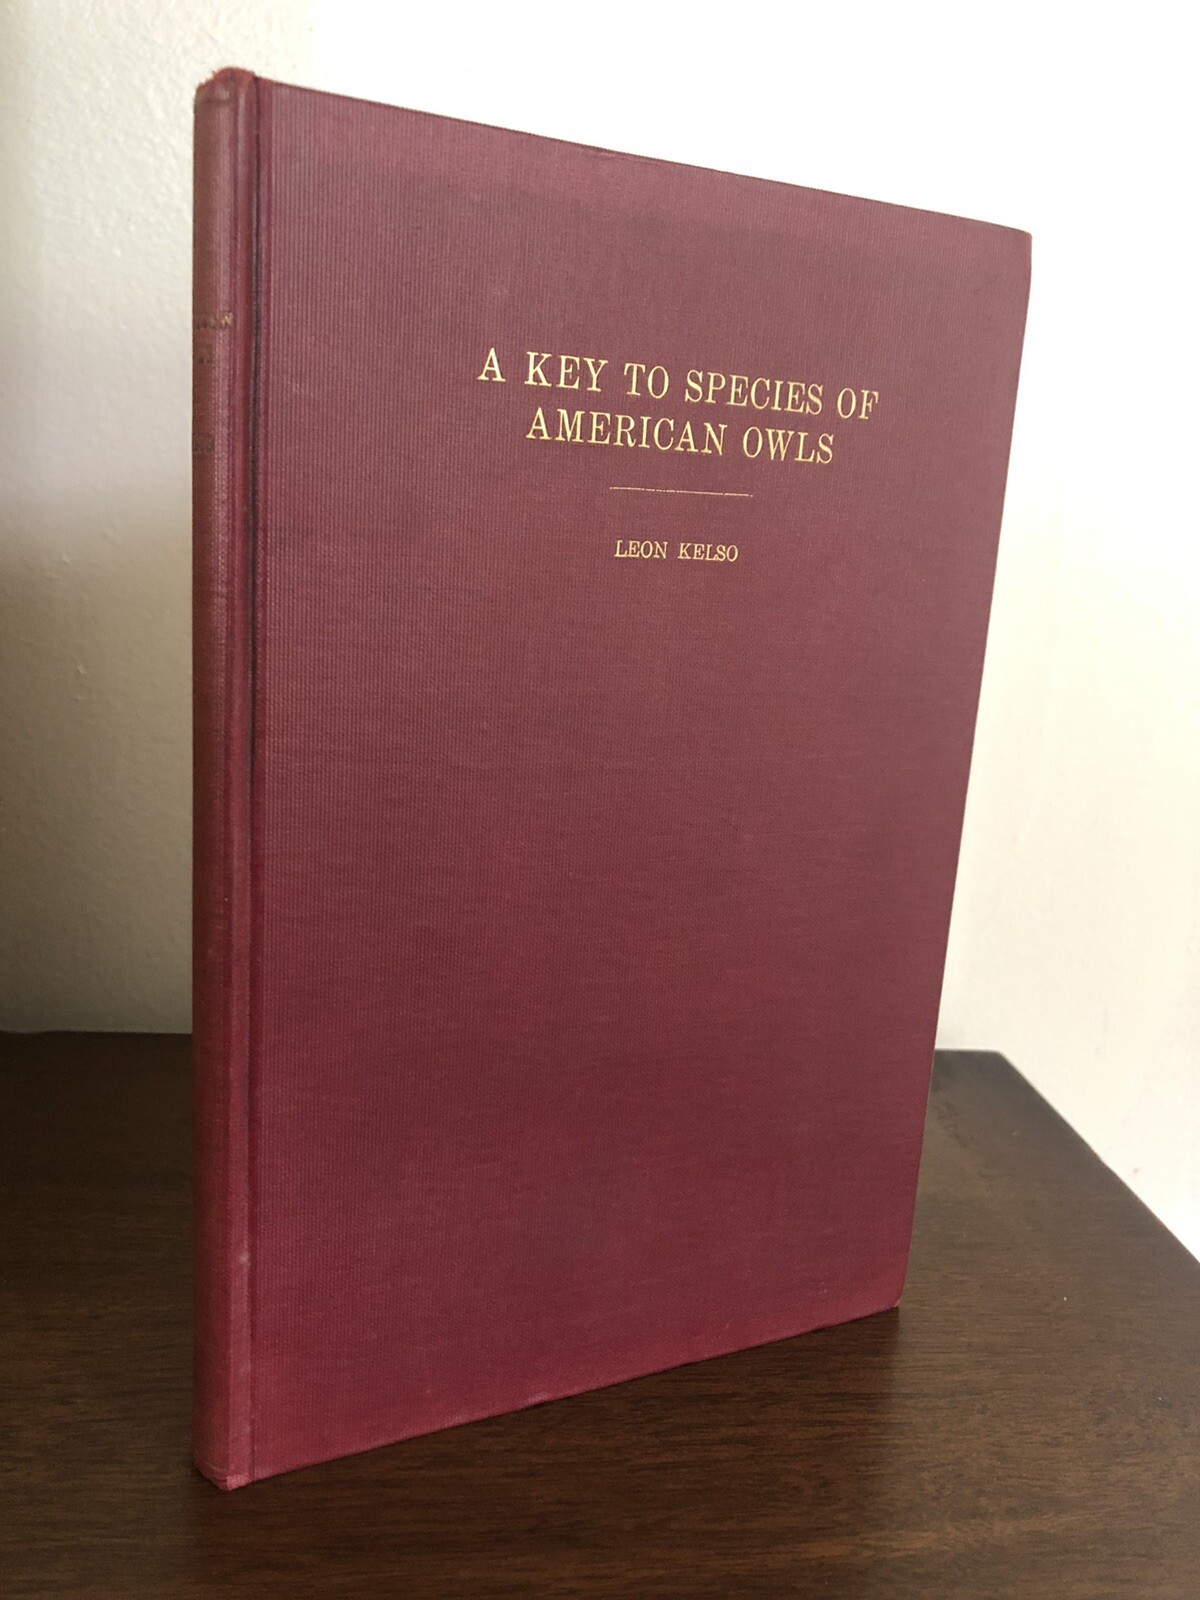 A KEY TO SPECIES OF
AMERICAN OWLS
LEON KELSO